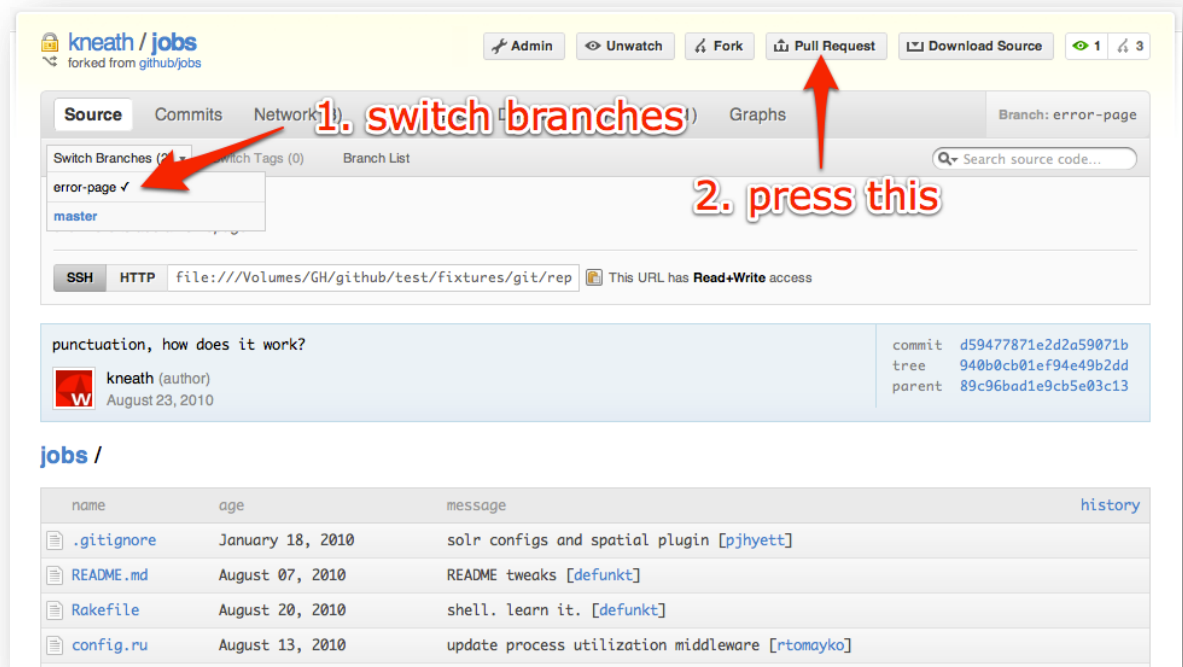 kneath / jobs
forked from github/jobs
Admin Unwatch Fork Pull Request Download Source 1 3
Source Commits Network 1. switch branches Graphs Branch: error-page
Switch Branches Tags (0) Branch List Search source code...
error-page ✓
master
2. press this
SSH HTTP file:///Volumes/GH/github/test/fixtures/git/rep This URL has Read+Write access
punctuation, how does it work?
kneath (author)
August 23, 2010
commit d59477871e2d2a59071b
tree 940b0cb01ef94e49b2dd
parent 89c96bad1e9cb5e03c13
jobs /
name age message history
.gitignore January 18, 2010 solr configs and spatial plugin [pjhyett]
README.md August 07, 2010 README tweaks [defunkt]
Rakefile August 20, 2010 shell. learn it. [defunkt]
config.ru August 13, 2010 update process utilization middleware [rtomayko]